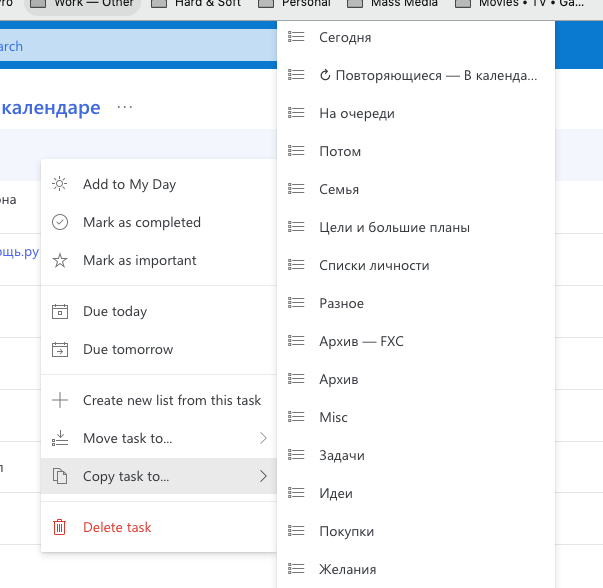 Work — Other
Hard & Soft
Personal
Mass Media
Movies • TV • Ga...
arch
календаре ...
Add to My Day
Mark as completed
Mark as important
Due today
Due tomorrow
Create new list from this task
Move task to...
Copy task to...
Delete task
Сегодня
↻ Повторяющиеся — В календа...
На очереди
Потом
Семья
Цели и большие планы
Списки личности
Разное
Архив — FXC
Архив
Misc
Задачи
Идеи
Покупки
Желания
она
ощь.ру